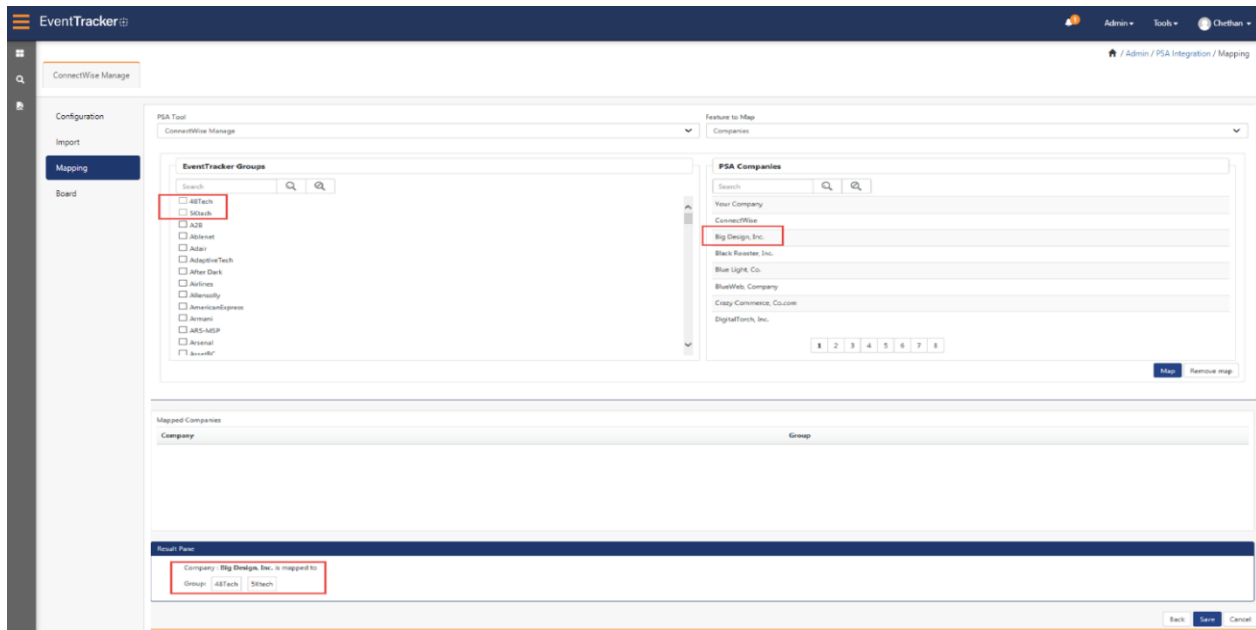 EventTracker
1
Admin
Tools
Chethan
/ Admin / PSA Integration / Mapping
ConnectWise Manage
Configuration
Import
Mapping
Board
PSA Tool
ConnectWise Manage
Feature to Map
Companies
EventTracker Groups
Search
48Tech
5Ktech
A2B
Ablenet
Adair
AdaptiveTech
After Dark
Airlines
Allensolly
AmericanExpress
Armani
ARS-MSP
Arsenal
PSA Companies
Search
Your Company
ConnectWise
Big Design, Inc.
Black Rooster, Inc.
Blue Light, Co.
BlueWeb, Company
Crazy Commerce, Co.com
DigitalTorch, Inc.
1 2 3 4 5 6 7 8
Map Remove map
Mapped Companies
Company Group
Result Pane
Company : Big Design, Inc. is mapped to
Group: 48Tech 5Ktech
Back Save Cancel